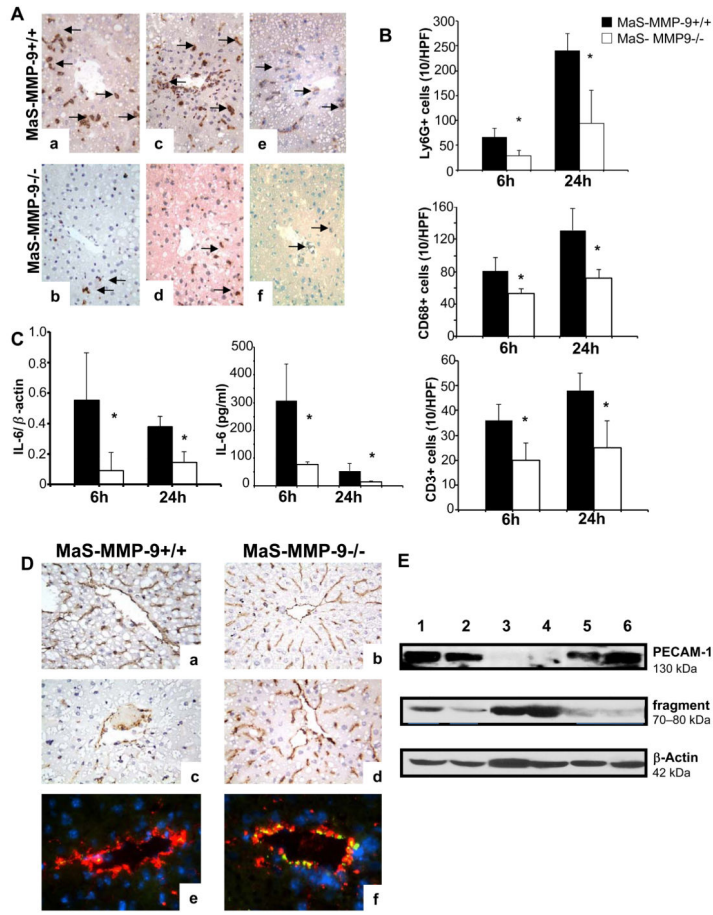 A
MaS-MMP-9+/+
a
c
e
MaS-MMP-9-/-
b
d
f
B
MaS-MMP-9+/+
MaS- MMP9-/-
Ly6G+ cells (10/HPF)
300
250
200
150
100
50
0
*
*
6h
24h
CD68+ cells (10/HPF)
160
120
80
40
0
*
*
6h
24h
CD3+ cells (10/HPF)
60
50
40
30
20
10
0
*
*
6h
24h
C
IL-6/β-actin
1.0
0.8
0.6
0.4
0.2
0
*
*
6h
24h
IL-6 (pg/ml)
500
400
300
200
100
0
*
*
6h
24h
D
MaS-MMP-9+/+
MaS-MMP-9-/-
a
b
c
d
e
f
E
1 2 3 4 5 6
PECAM-1
130 kDa
fragment
70–80 kDa
β-Actin
42 kDa